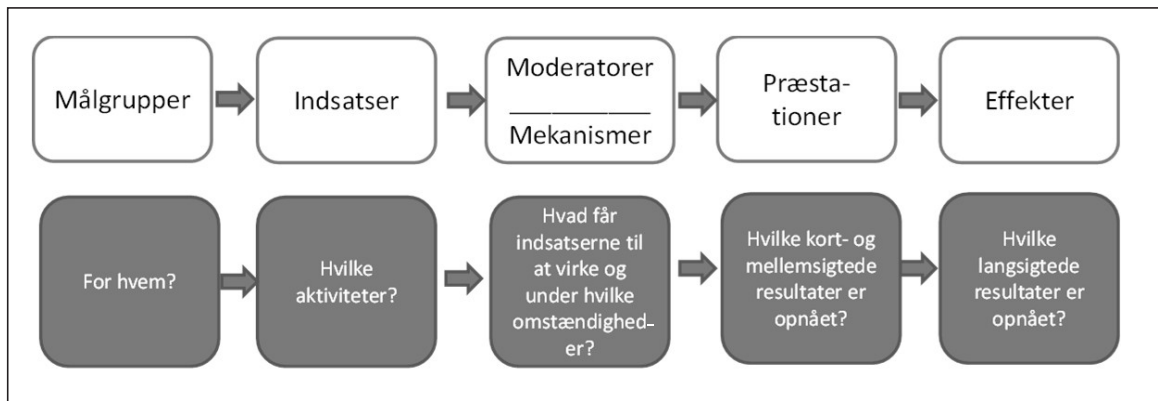 Målgrupper
Indsatser
Moderatorer
Mekanismer
Præsta-
tioner
Effekter
For hvem?
Hvilke
aktiviteter?
Hvad får
indsatserne til
at virke og
under hvilke
omstændighed-
er?
Hvilke kort- og
mellemsigtede
resultater er
opnået?
Hvilke
langsigtede
resultater er
opnået?